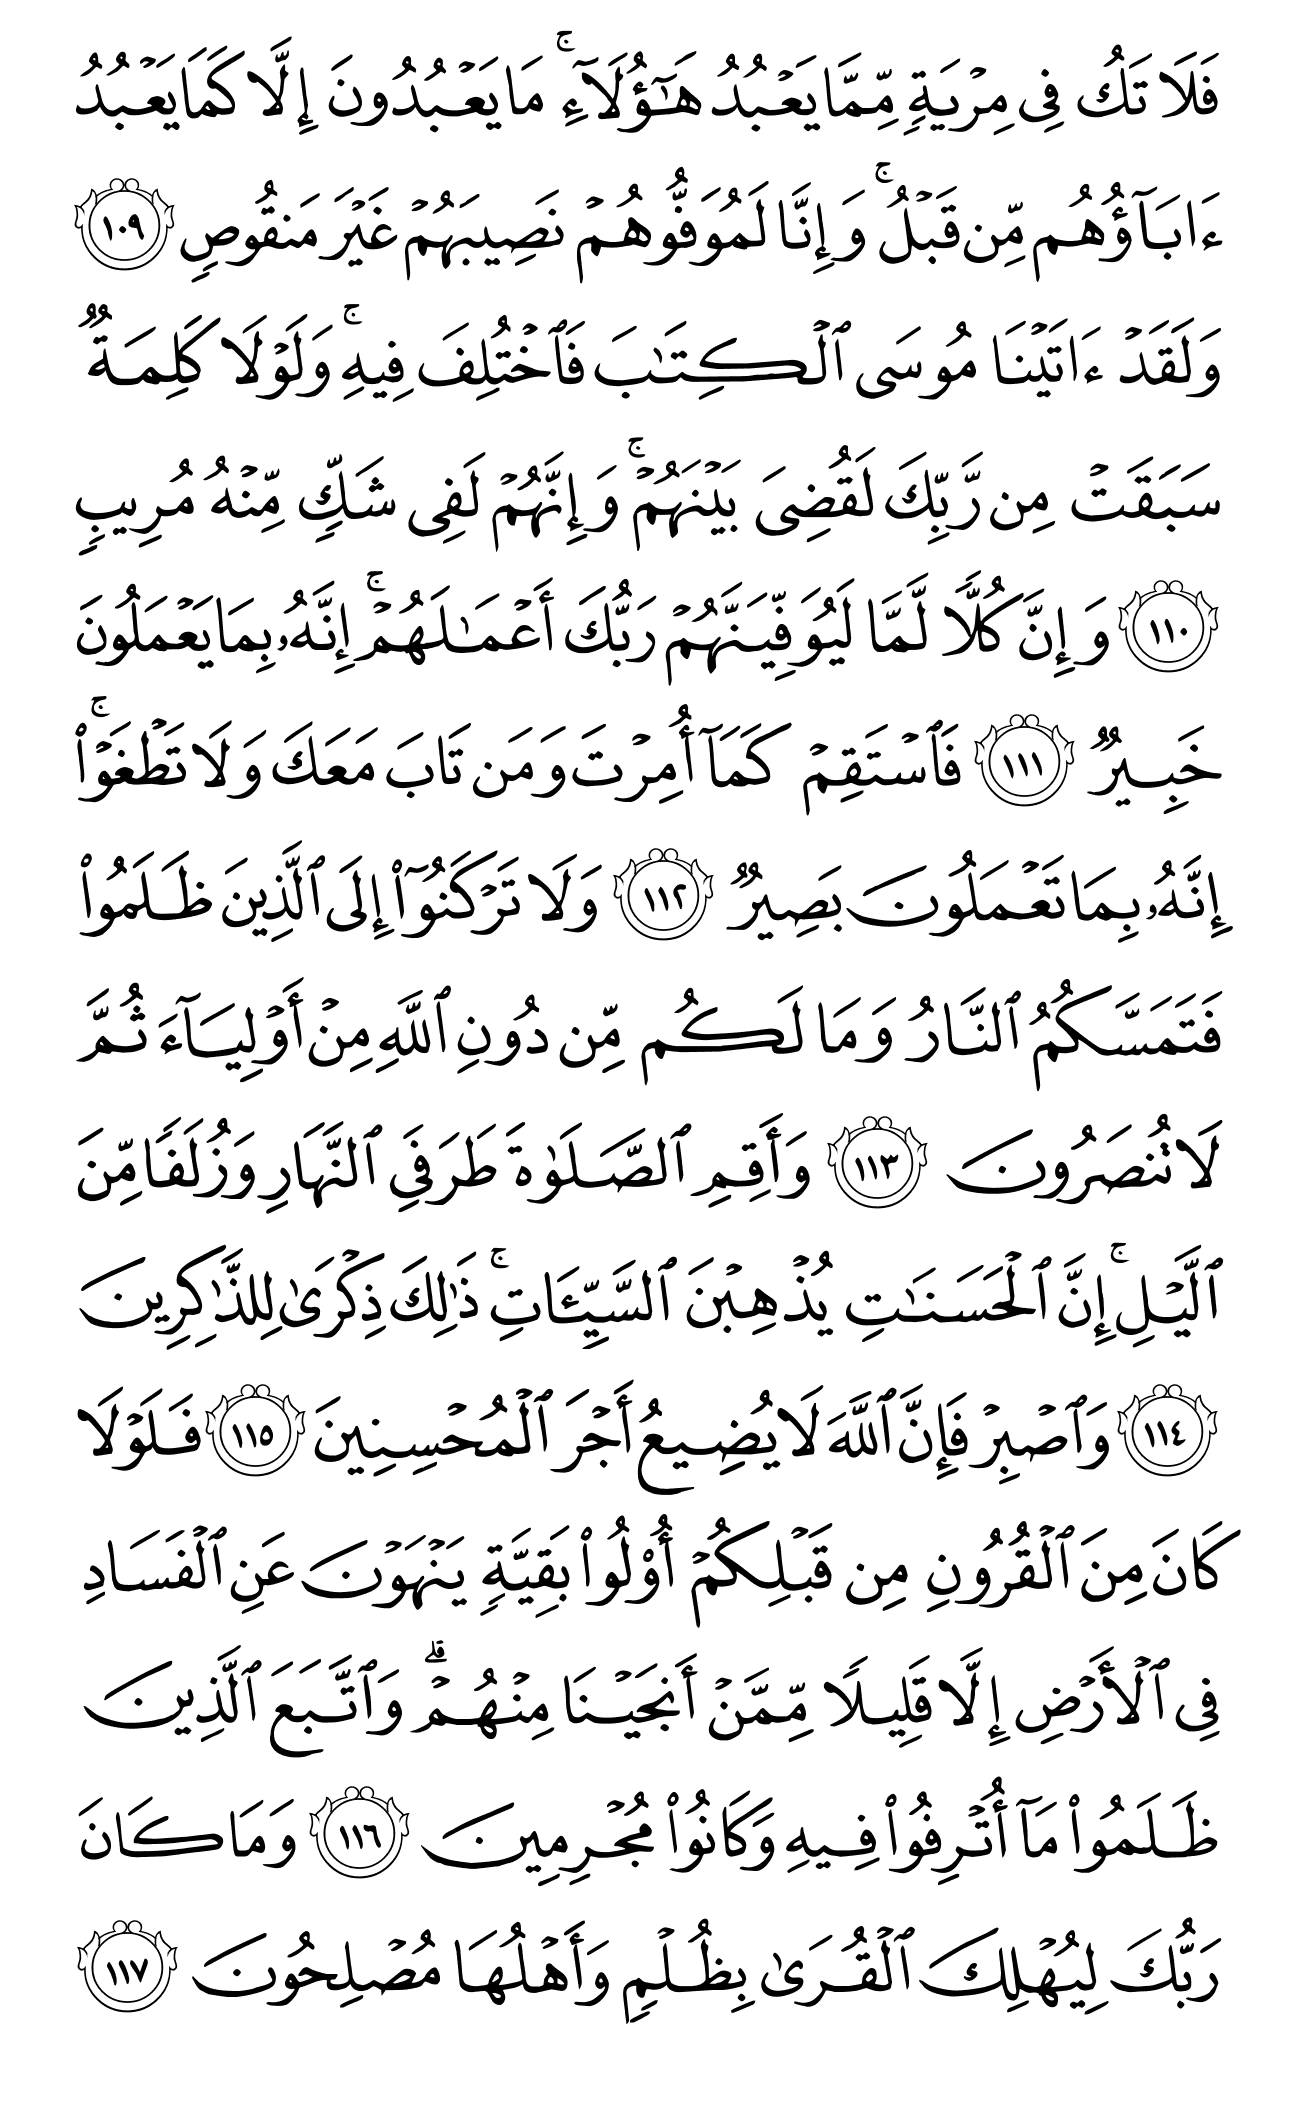 فَلَا تَكُ فِى مِرْيَةٍ مِّمَّا يَعْبُدُ هَٰٓؤُلَآءِ ۚ مَا يَعْبُدُونَ إِلَّا كَمَا يَعْبُدُ
ءَابَآؤُهُم مِّن قَبْلُ ۚ وَإِنَّا لَمُوَفُّوهُمْ نَصِيبَهُمْ غَيْرَ مَنقُوصٍ ١٠٩
وَلَقَدْ ءَاتَيْنَا مُوسَى ٱلْكِتَٰبَ فَٱخْتُلِفَ فِيهِ ۚ وَلَوْلَا كَلِمَةٌ
سَبَقَتْ مِن رَّبِّكَ لَقُضِىَ بَيْنَهُمْ ۚ وَإِنَّهُمْ لَفِى شَكٍّ مِّنْهُ مُرِيبٍ
١١٠ وَإِنَّ كُلًّا لَّمَّا لَيُوَفِّيَنَّهُمْ رَبُّكَ أَعْمَٰلَهُمْ ۚ إِنَّهُۥ بِمَا يَعْمَلُونَ
خَبِيرٌ ١١١ فَٱسْتَقِمْ كَمَآ أُمِرْتَ وَمَن تَابَ مَعَكَ وَلَا تَطْغَوْا۟ ۚ
إِنَّهُۥ بِمَا تَعْمَلُونَ بَصِيرٌ ١١٢ وَلَا تَرْكَنُوٓا۟ إِلَى ٱلَّذِينَ ظَلَمُوا۟
فَتَمَسَّكُمُ ٱلنَّارُ وَمَا لَكُم مِّن دُونِ ٱللَّهِ مِنْ أَوْلِيَآءَ ثُمَّ
لَا تُنصَرُونَ ١١٣ وَأَقِمِ ٱلصَّلَوٰةَ طَرَفَىِ ٱلنَّهَارِ وَزُلَفًا مِّنَ
ٱلَّيْلِ ۚ إِنَّ ٱلْحَسَنَٰتِ يُذْهِبْنَ ٱلسَّيِّـَٔاتِ ۚ ذَٰلِكَ ذِكْرَىٰ لِلذَّٰكِرِينَ
١١٤ وَٱصْبِرْ فَإِنَّ ٱللَّهَ لَا يُضِيعُ أَجْرَ ٱلْمُحْسِنِينَ ١١٥ فَلَوْلَا
كَانَ مِنَ ٱلْقُرُونِ مِن قَبْلِكُمْ أُو۟لُوا۟ بَقِيَّةٍ يَنْهَوْنَ عَنِ ٱلْفَسَادِ
فِى ٱلْأَرْضِ إِلَّا قَلِيلًا مِّمَّنْ أَنجَيْنَا مِنْهُمْ ۗ وَٱتَّبَعَ ٱلَّذِينَ
ظَلَمُوا۟ مَآ أُتْرِفُوا۟ فِيهِ وَكَانُوا۟ مُجْرِمِينَ ١١٦ وَمَا كَانَ
رَبُّكَ لِيُهْلِكَ ٱلْقُرَىٰ بِظُلْمٍ وَأَهْلُهَا مُصْلِحُونَ ١١٧